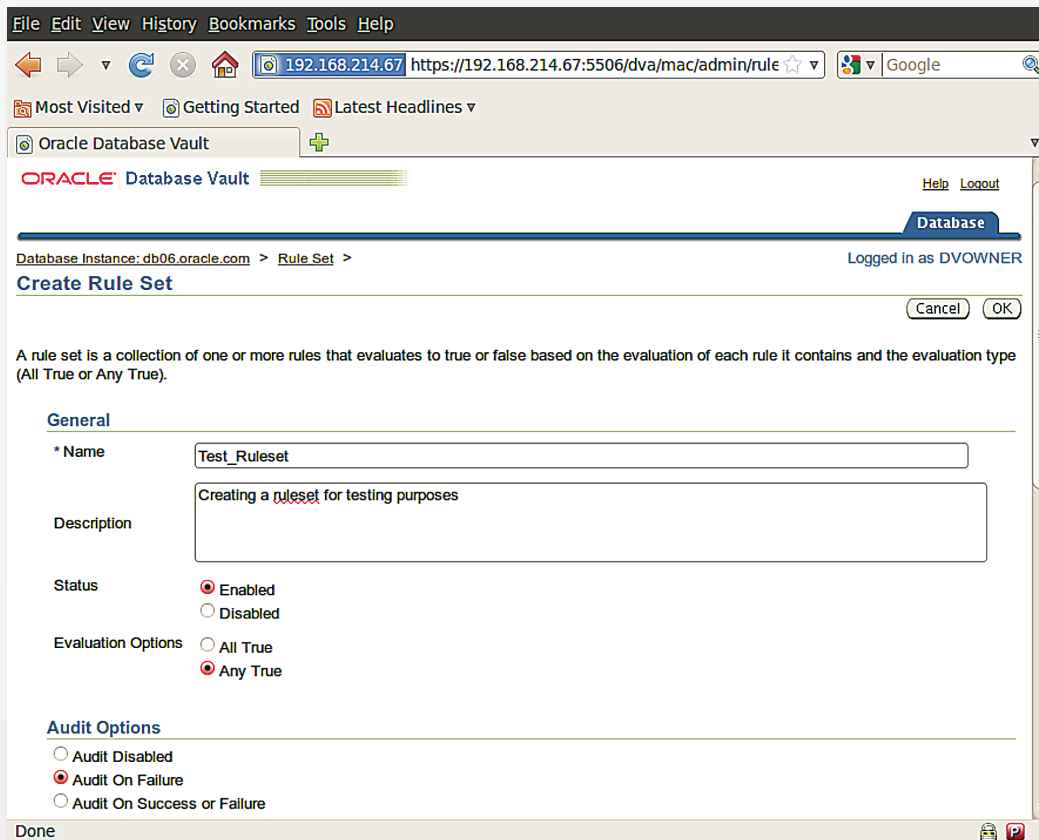 File Edit View History Bookmarks Tools Help
192.168.214.67 https://192.168.214.67:5506/dva/mac/admin/rule Google
Most Visited Getting Started Latest Headlines
Oracle Database Vault
ORACLE Database Vault
Help Logout
Database
Database Instance: db06.oracle.com > Rule Set >
Logged in as DVOWNER
Create Rule Set
Cancel OK
A rule set is a collection of one or more rules that evaluates to true or false based on the evaluation of each rule it contains and the evaluation type
(All True or Any True).
General
* Name Test_Ruleset
Description Creating a ruleset for testing purposes
Status Enabled
Disabled
Evaluation Options All True
Any True
Audit Options
Audit Disabled
Audit On Failure
Audit On Success or Failure
Done